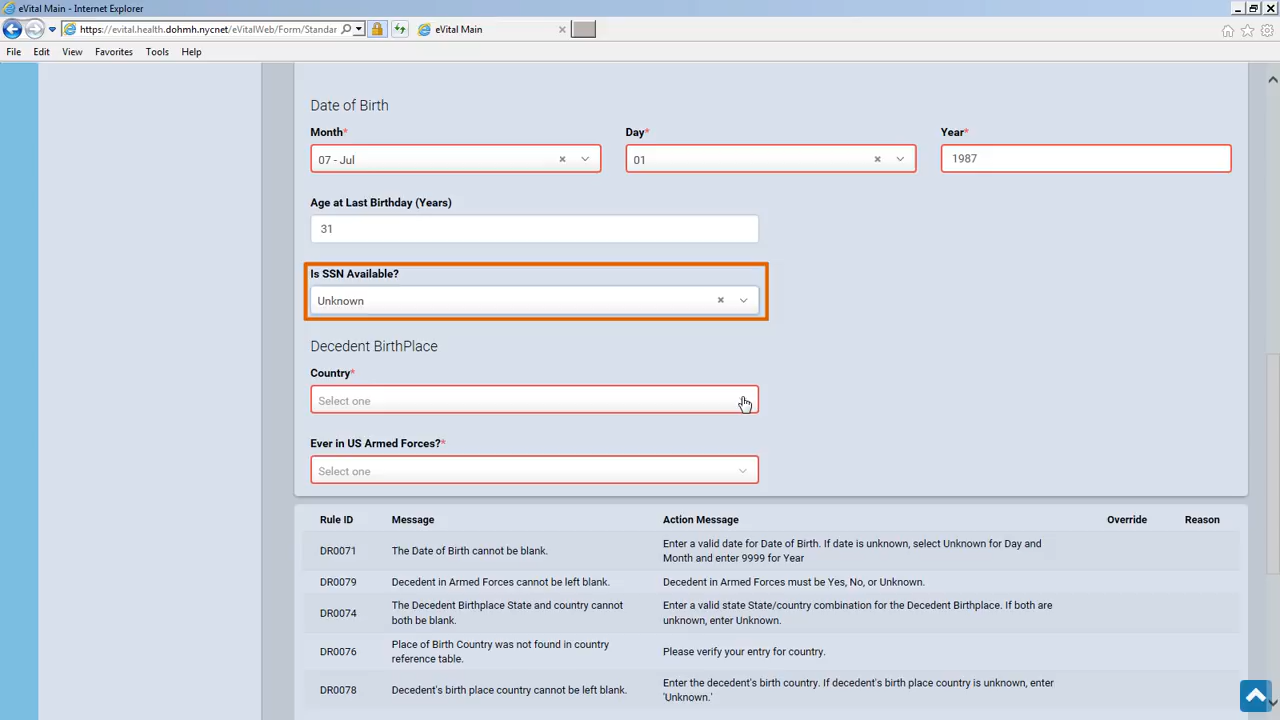 eVital Main - Internet Explorer
https://evital.health.dohmh.nycnet/eVitalWeb/Form/Standar
eVital Main
File Edit View Favorites Tools Help
Date of Birth
Month* Day* Year*
07 - Jul 01 1987
Age at Last Birthday (Years)
31
Is SSN Available?
Unknown
Decedent BirthPlace
Country*
Select one
Ever in US Armed Forces?*
Select one
Rule ID Message Action Message Override Reason
DR0071 The Date of Birth cannot be blank. Enter a valid date for Date of Birth. If date is unknown, select Unknown for Day and
Month and enter 9999 for Year
DR0079 Decedent in Armed Forces cannot be left blank. Decedent in Armed Forces must be Yes, No, or Unknown.
DR0074 The Decedent Birthplace State and country cannot
both be blank. Enter a valid state State/country combination for the Decedent Birthplace. If both are
unknown, enter Unknown.
DR0076 Place of Birth Country was not found in country
reference table. Please verify your entry for country.
DR0078 Decedent's birth place country cannot be left blank. Enter the decedent's birth country. If decedent's birth place country is unknown, enter
'Unknown.'